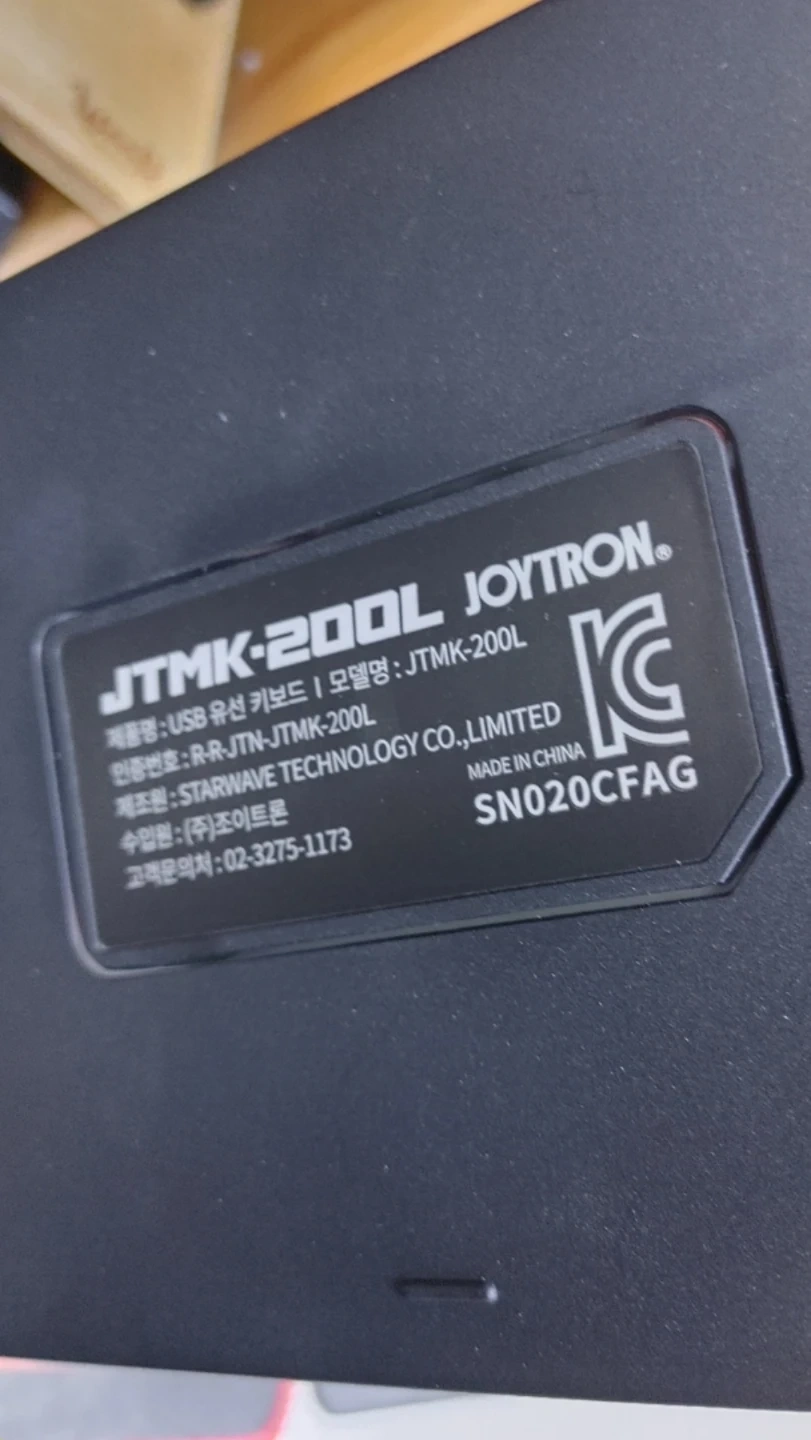 JTMK-200L JOYTRON®
제품명 : USB 유선 키보드 | 모델명 : JTMK-200L
인증번호 : R-R-JTN-JTMK-200L
제조원 : STARWAVE TECHNOLOGY CO.,LIMITED
수입원 : (주)조이트론
고객문의처 : 02-3275-1173
KC
MADE IN CHINA
SN020CFAG